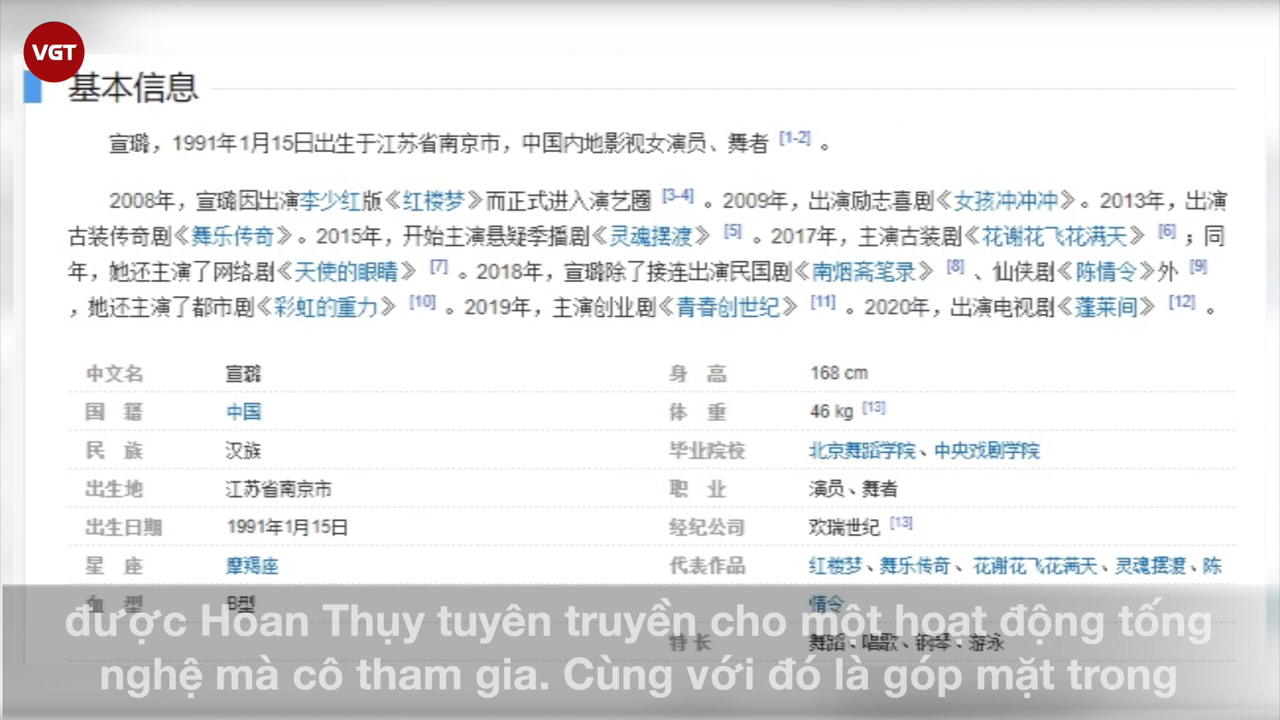 VGT
基本信息
宣璐，1991年1月15日出生于江苏省南京市，中国内地影视女演员、舞者 [1-2] 。
2008年，宣璐因出演李少红版《红楼梦》而正式进入演艺圈 [3-4] 。2009年，出演励志喜剧《女孩冲冲冲》。2013年，出演
古装传奇剧《舞乐传奇》。2015年，开始主演悬疑季播剧《灵魂摆渡》 [5] 。2017年，主演古装剧《花谢花飞花满天》 [6] ；同
年，她还主演了网络剧《天使的眼睛》 [7] 。2018年，宣璐除了接连出演民国剧《南烟斋笔录》 [8] 、仙侠剧《陈情令》外 [9]
，她还主演了都市剧《彩虹的重力》 [10] 。2019年，主演创业剧《青春创世纪》 [11] 。2020年，出演电视剧《蓬莱间》 [12] 。
中文名 宣璐 身 高 168 cm
国 籍 中国 体 重 46 kg [13]
民 族 汉族 毕业院校 北京舞蹈学院、中央戏剧学院
出生地 江苏省南京市 职 业 演员、舞者
出生日期 1991年1月15日 经纪公司 欢瑞世纪 [13]
星 座 摩羯座 代表作品 红楼梦、舞乐传奇、花谢花飞花满天、灵魂摆渡、陈
血 型 B型 情令
特 长 舞蹈、唱歌、钢琴、游泳
được Hoan Thụy tuyên truyền cho một hoạt động tống
nghệ mà cô tham gia. Cùng với đó là góp mặt trong